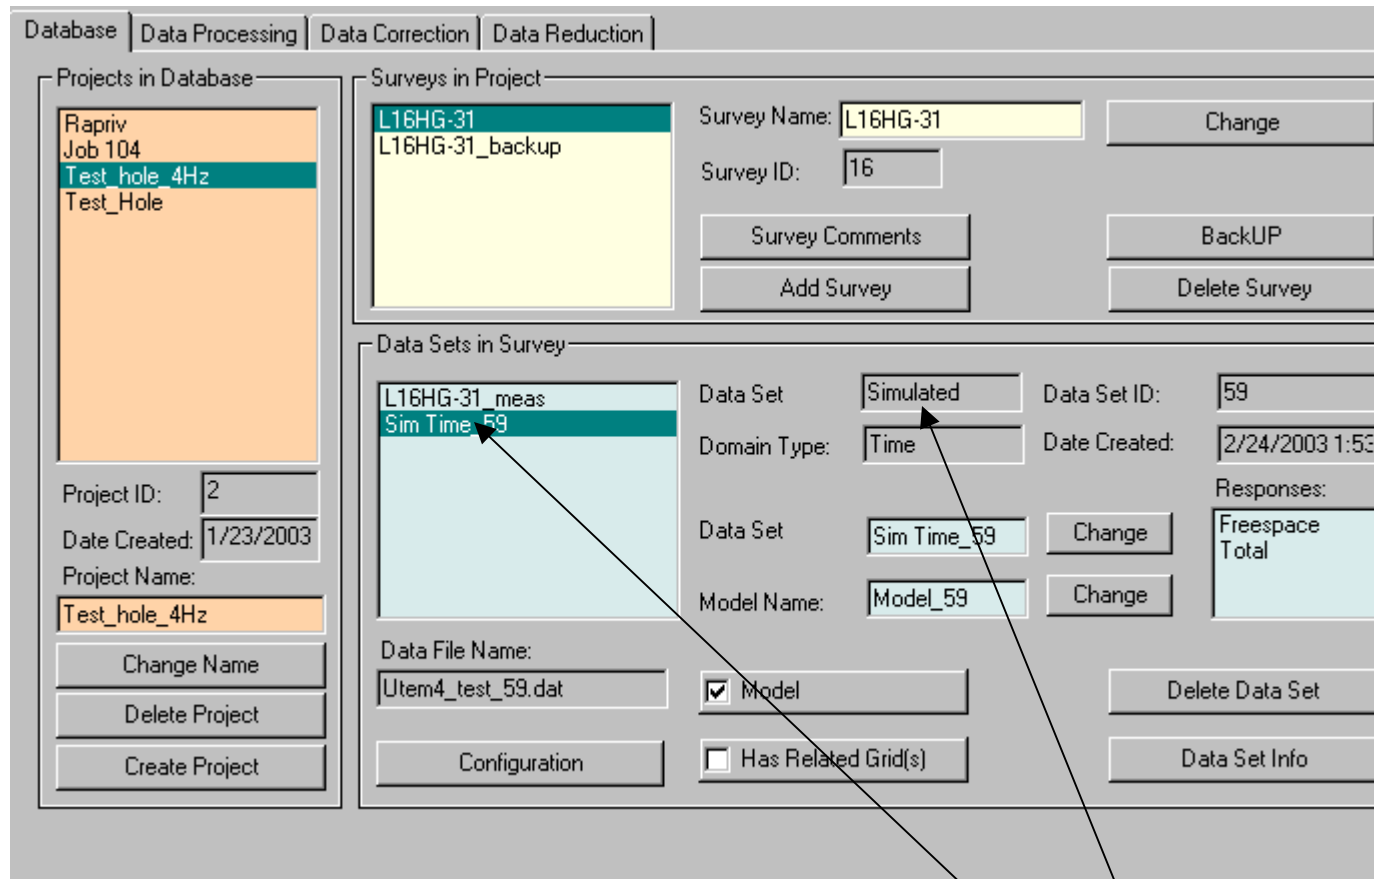 Database Data Processing Data Correction Data Reduction
Projects in Database
Rapriv
Job 104
Test_hole_4Hz
Test_Hole
Project ID: 2
Date Created: 1/23/2003
Project Name:
Test_hole_4Hz
Change Name
Delete Project
Create Project
Surveys in Project
L16HG-31
L16HG-31_backup
Survey Name: L16HG-31 Change
Survey ID: 16
Survey Comments BackUP
Add Survey Delete Survey
Data Sets in Survey
L16HG-31_meas
Sim Time_59
Data Set Simulated Data Set ID: 59
Domain Type: Time Date Created: 2/24/2003 1:53
Responses:
Freespace
Total
Data Set Sim Time_59 Change
Model Name: Model_59 Change
Data File Name:
Utem4_test_59.dat Model Delete Data Set
Configuration Has Related Grid(s) Data Set Info